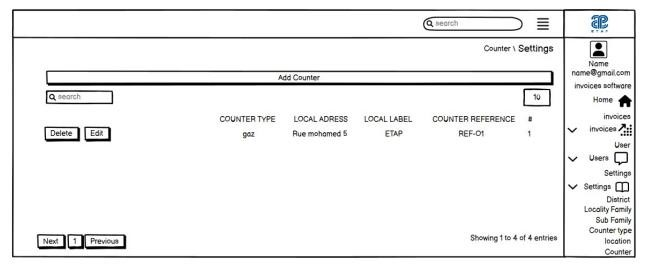 search
ETAP
Counter \ Settings
Name
name@gmail.com
invoices software
Home
invoices
invoices
User
Users
Settings
Settings
District
Locality Family
Sub Family
Counter type
location
Counter
Add Counter
search
10
COUNTER TYPE LOCAL ADRESS LOCAL LABEL COUNTER REFERENCE #
Delete Edit gaz Rue mohamed 5 ETAP REF-01 1
Next 1 Previous Showing 1 to 4 of 4 entries